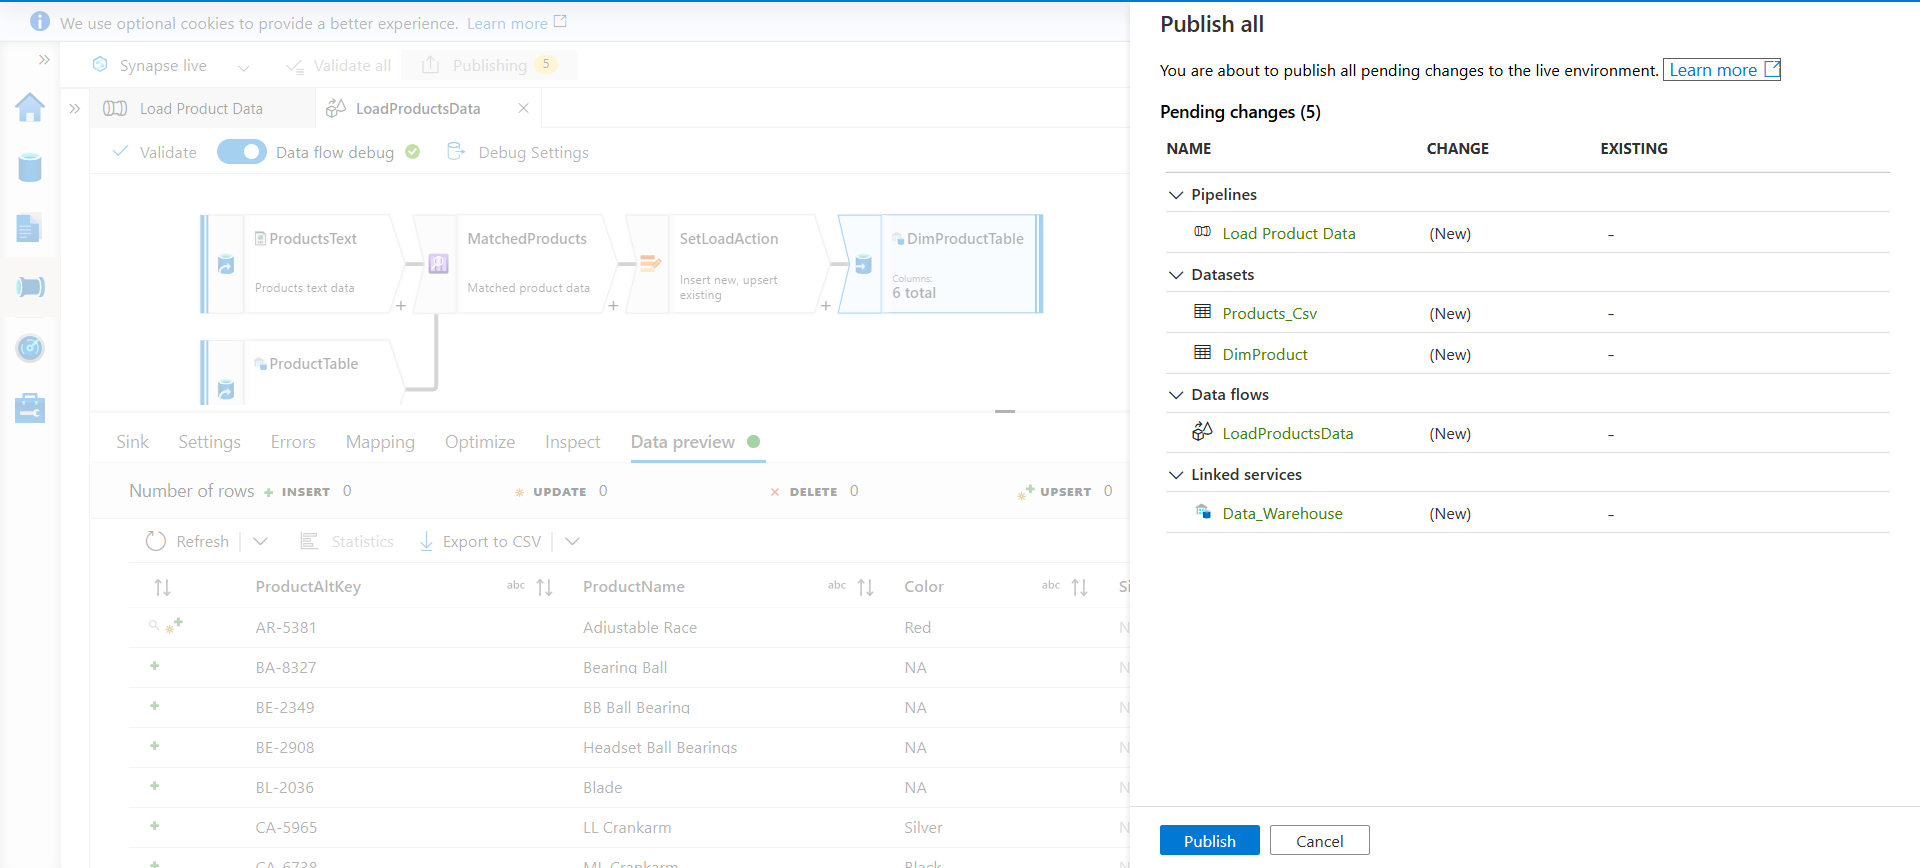 We use optional cookies to provide a better experience. Learn more
Synapse live
Validate all
Publishing 5
Load Product Data
LoadProductsData
Validate
Data flow debug
Debug Settings
ProductsText
Products text data
+
MatchedProducts
Matched product data
+
SetLoadAction
Insert new, upsert
existing
+
DimProductTable
Columns:
6 total
ProductTable
Sink Settings Errors Mapping Optimize Inspect Data preview
Number of rows + INSERT 0 UPDATE 0 DELETE 0 UPSERT 0
Refresh Statistics Export to CSV
ProductAltKey abc ProductName abc Color abc
AR-5381 Adjustable Race Red N
BA-8327 Bearing Ball NA N
BE-2349 BB Ball Bearing NA N
BE-2908 Headset Ball Bearings NA N
BL-2036 Blade NA N
CA-5965 LL Crankarm Silver N
CA-6738 ML Crankarm Black
Publish all
You are about to publish all pending changes to the live environment. Learn more
Pending changes (5)
NAME CHANGE EXISTING
Pipelines
Load Product Data (New) -
Datasets
Products_Csv (New) -
DimProduct (New) -
Data flows
LoadProductsData (New) -
Linked services
Data_Warehouse (New) -
Publish Cancel